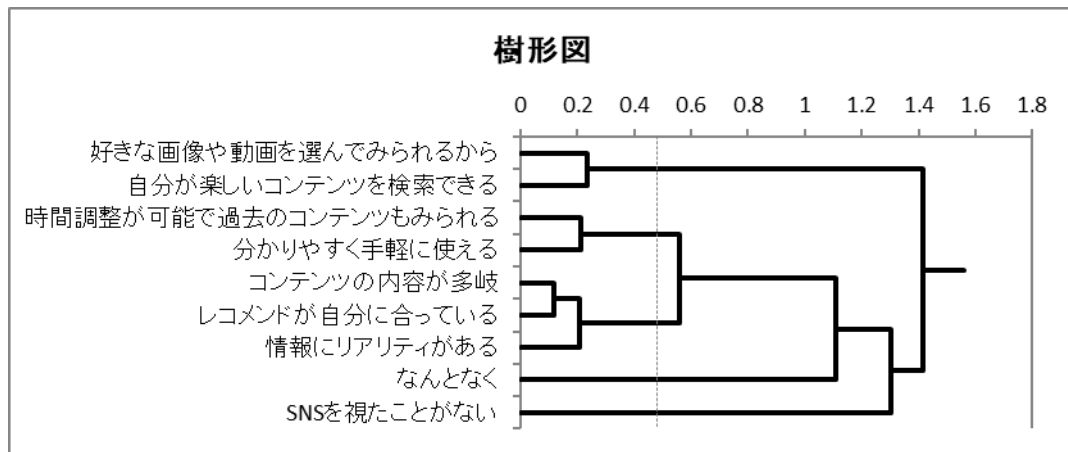 樹形図
0 0.2 0.4 0.6 0.8 1 1.2 1.4 1.6 1.8
好きな画像や動画を選んでみられるから
自分が楽しいコンテンツを検索できる
時間調整が可能で過去のコンテンツもみられる
分かりやすく手軽に使える
コンテンツの内容が多岐
レコメンドが自分に合っている
情報にリアリティがある
なんとなく
SNSを視たことがない